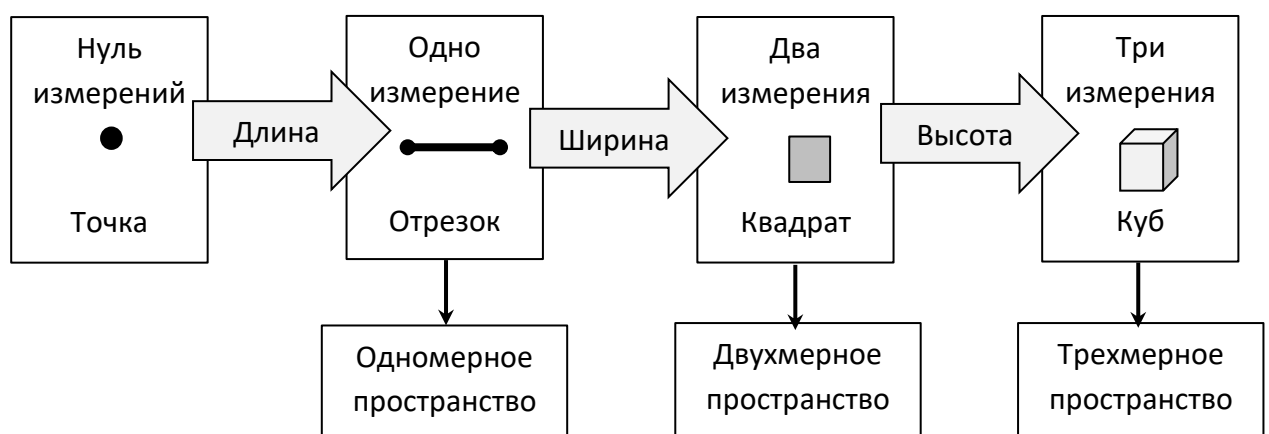 Нуль
измерений
Точка
Длина
Одно
измерение
Отрезок
Ширина
Два
измерения
Квадрат
Высота
Три
измерения
Куб
Одномерное
пространство
Двухмерное
пространство
Трехмерное
пространство